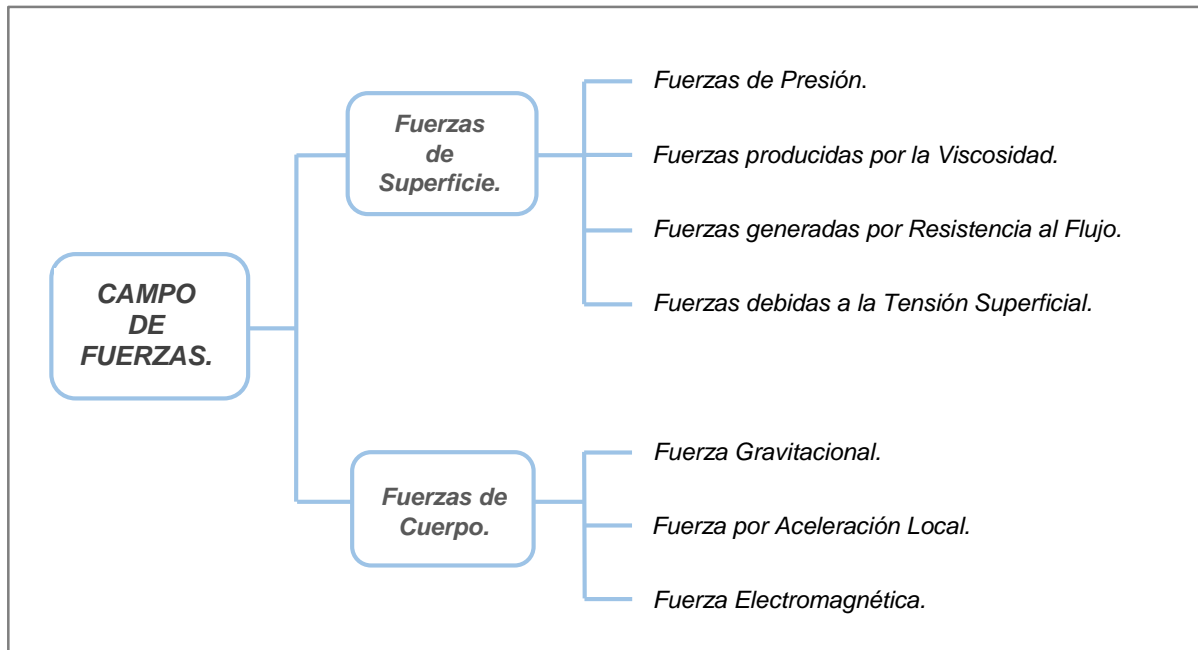 CAMPO
DE
FUERZAS.
Fuerzas
de
Superficie.
Fuerzas de Presión.
Fuerzas producidas por la Viscosidad.
Fuerzas generadas por Resistencia al Flujo.
Fuerzas debidas a la Tensión Superficial.
Fuerzas de
Cuerpo.
Fuerza Gravitacional.
Fuerza por Aceleración Local.
Fuerza Electromagnética.